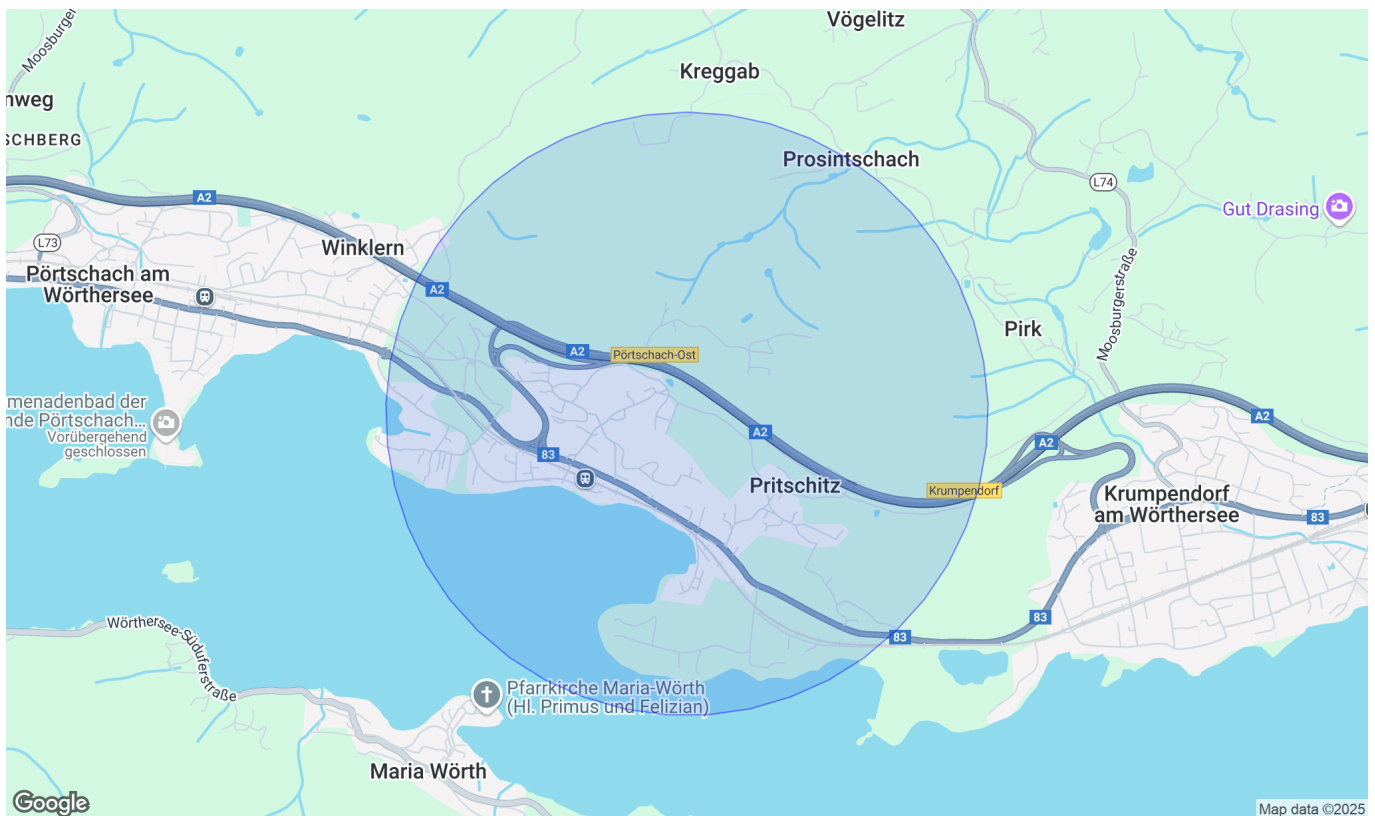 Vögelitz
Moosburger
Kreggab
nweg
SCHBERG
Prosintschach
L74
A2
Gut Drasing
L73
Winklern
Pörtschach am
Wörthersee
A2
Moosburgerstraße
Pirk
A2
Pörtschach-Ost
menadenbad der
nde Pörtschach...
Vorübergehend
geschlossen
A2
A2
A2
83
Pritschitz
Krumpendorf
Krumpendorf
am Wörthersee
83
Wörthersee-Süduferstraße
83
83
Pfarrkirche Maria-Wörth
(Hl. Primus und Felizian)
Maria Wörth
Google
Map data ©2025